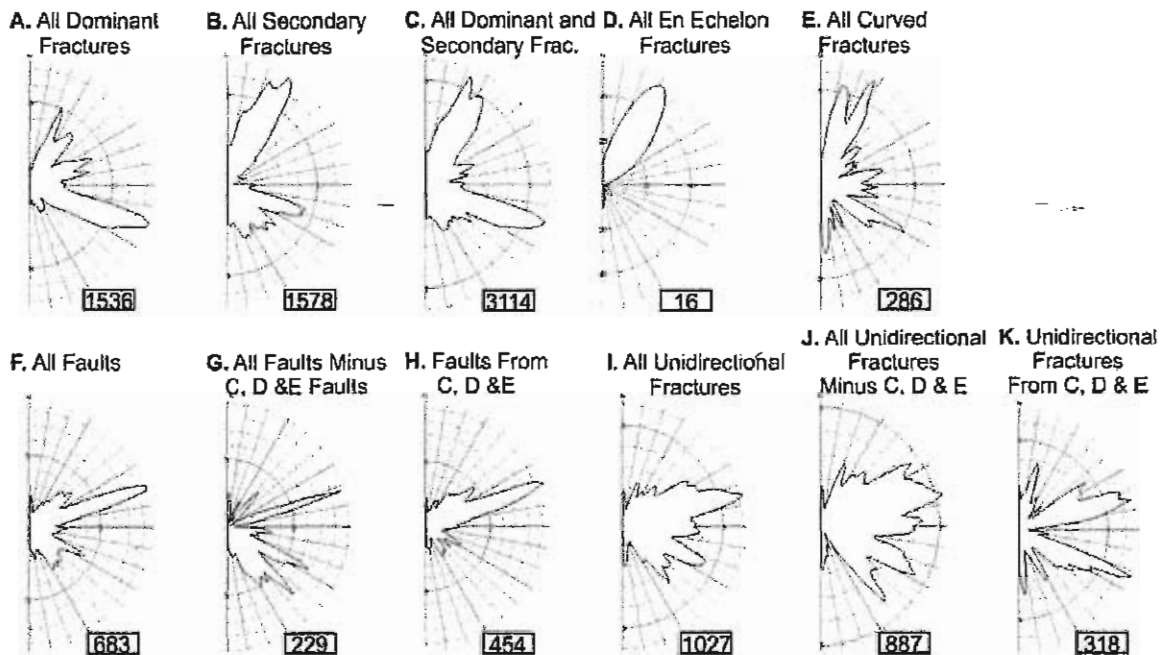 A. All Dominant
Fractures
B. All Secondary
Fractures
C. All Dominant and
Secondary Frac.
D. All En Echelon
Fractures
E. All Curved
Fractures
1536
1578
3114
16
286
F. All Faults
G. All Faults Minus
C, D &E Faults
H. Faults From
C, D &E
I. All Unidirectional
Fractures
J. All Unidirectional
Fractures
Minus C, D & E
K. Unidirectional
Fractures
From C, D & E
683
229
454
1027
887
318